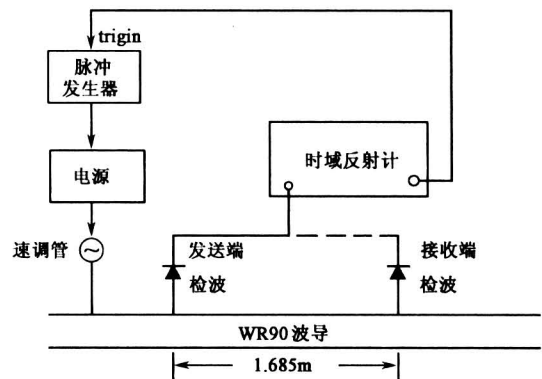 trigin
脉冲
发生器
时域反射计
电源
速调管
发送端
检波
接收端
检波
WR90波导
1.685m